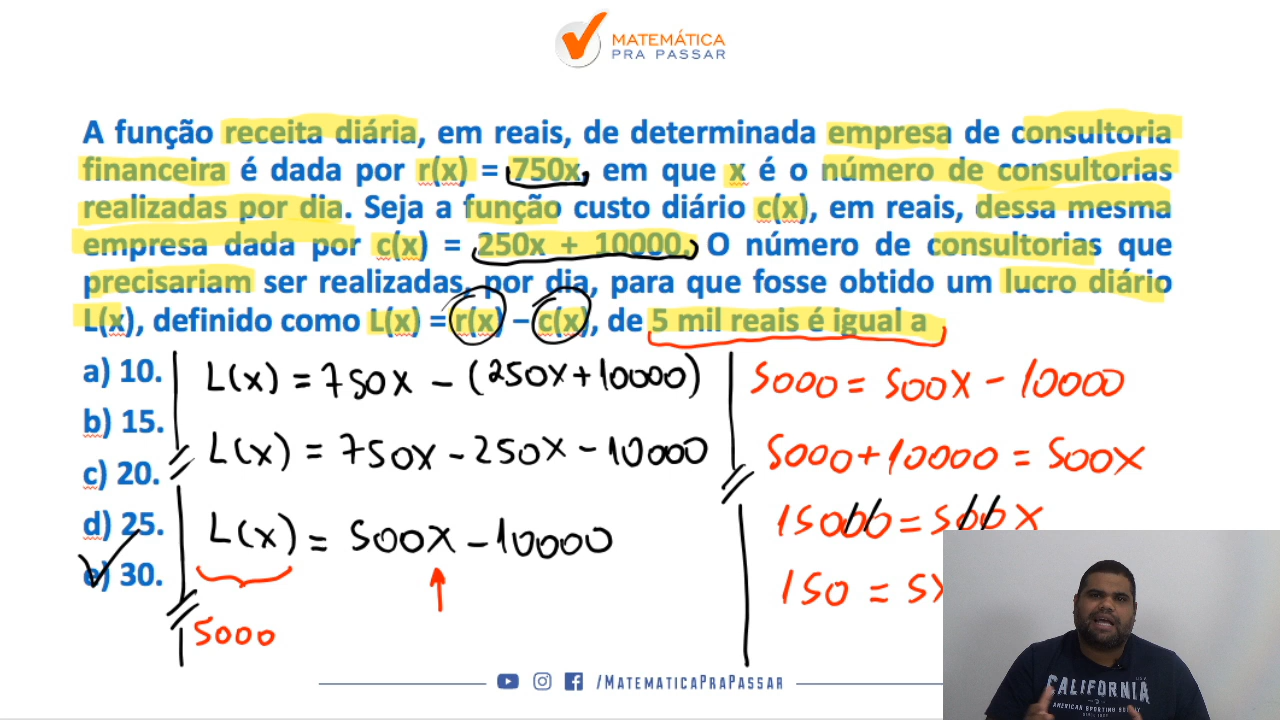 MATEMÁTICA
PRA PASSAR
A função receita diária, em reais, de determinada empresa de consultoria
financeira é dada por r(x) = 750x, em que x é o número de consultorias
realizadas por dia. Seja a função custo diário c(x), em reais, dessa mesma
empresa dada por c(x) = 250x + 10000. O número de consultorias que
precisariam ser realizadas, por dia, para que fosse obtido um lucro diário
L(x), definido como L(x) = r(x) – c(x), de 5 mil reais é igual a
a) 10.
b) 15.
c) 20.
d) 25.
e) 30.
L(x) = 750x - (250x+10000)
L(x) = 750x - 250x - 10000
L(x) = 500x - 10000
5000
5000 = 500x - 10000
5000+10000 = 500x
15000 = 500x
150 = 5x
CALIFORNIA
/MATEMATICAPRAPASSAR